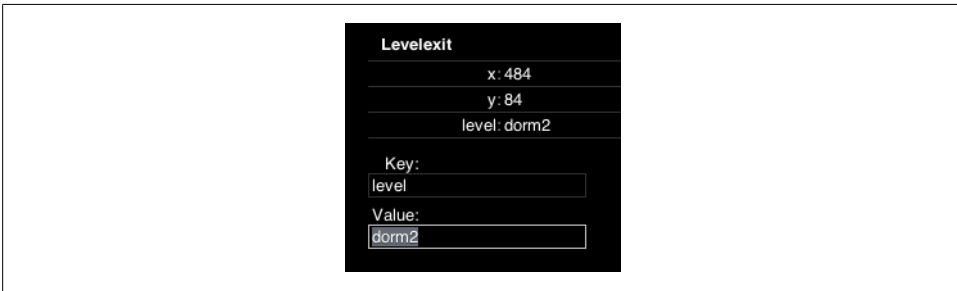 Levelexit
x: 484
y: 84
level: dorm2
Key:
level
Value:
dorm2